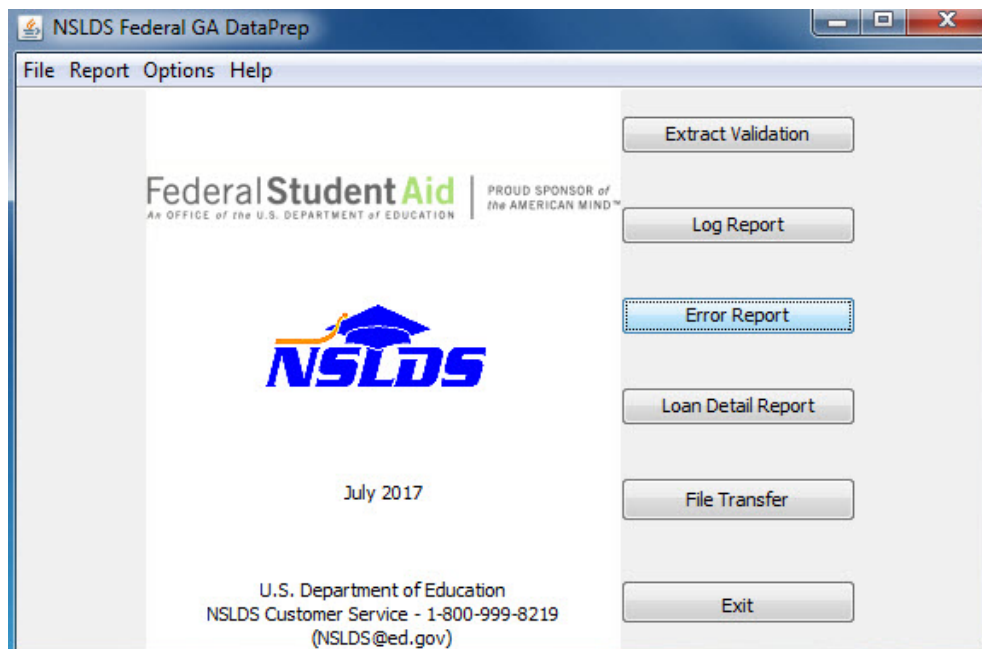 NSLDS Federal GA DataPrep
File Report Options Help
Federal Student Aid
An OFFICE of the U.S. DEPARTMENT of EDUCATION
PROUD SPONSOR of
the AMERICAN MIND™
NSLDS
July 2017
U.S. Department of Education
NSLDS Customer Service - 1-800-999-8219
(NSLDS@ed.gov)
Extract Validation
Log Report
Error Report
Loan Detail Report
File Transfer
Exit